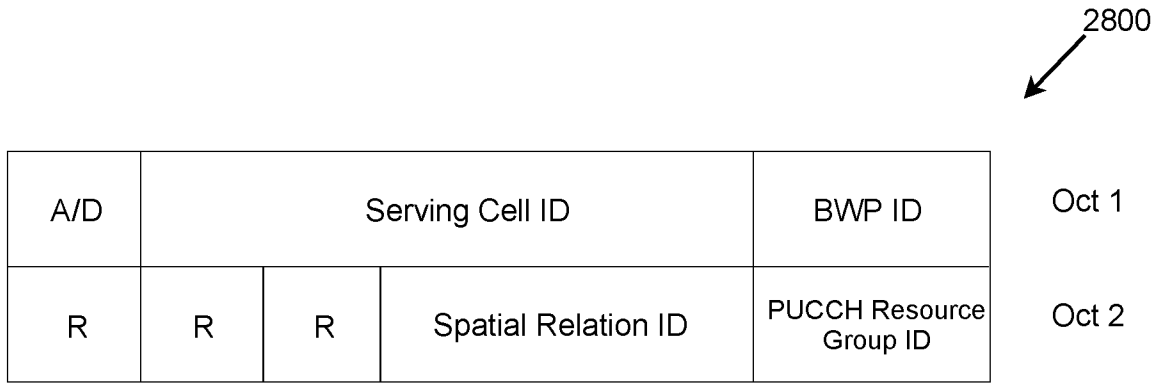 2800
A/D Serving Cell ID BWP ID Oct 1
R R R Spatial Relation ID PUCCH Resource Group ID Oct 2